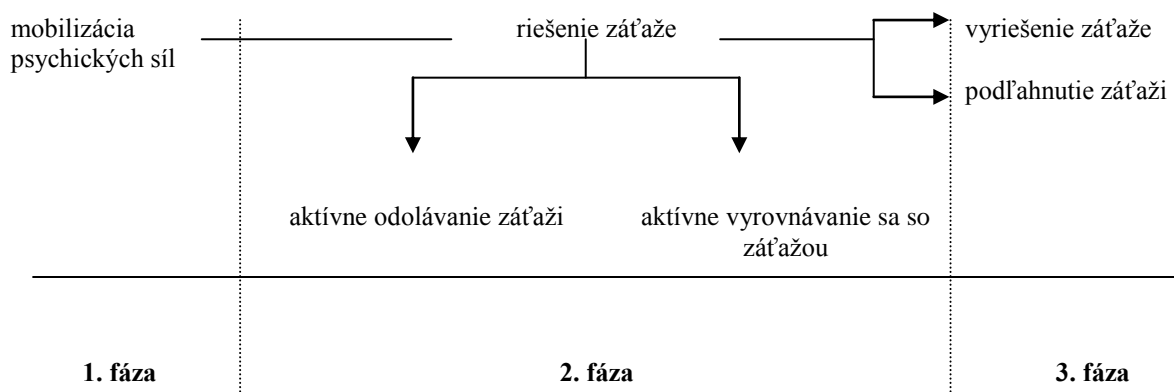 mobilizácia
psychických síl
riešenie záťaže
vyriešenie záťaže
podľahnutie záťaži
aktívne odolávanie záťaži
aktívne vyrovnávanie sa so
záťažou
1. fáza
2. fáza
3. fáza